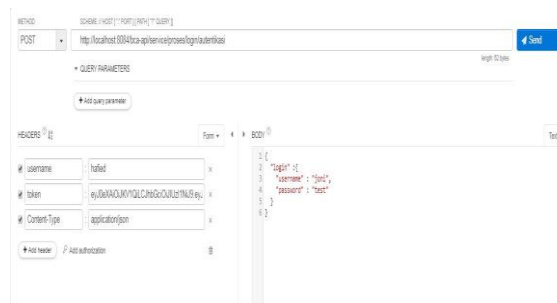 METHOD
SCHEME :// HOST [ ":" PORT ] [ PATH [ "?" QUERY ]]
POST
http://localhost:8084/bca-api/service/proses/login/autentikasi
Send
length: 62 bytes
QUERY PARAMETERS
+ Add query parameter
HEADERS
Form
BODY
Text
username : hafied ×
token : ×
Content-Type : application/json ×
+ Add header Add authorization
1 {
2 "login" :{
3 "username" : "joni",
4 "password" : "test"
5 }
6 }